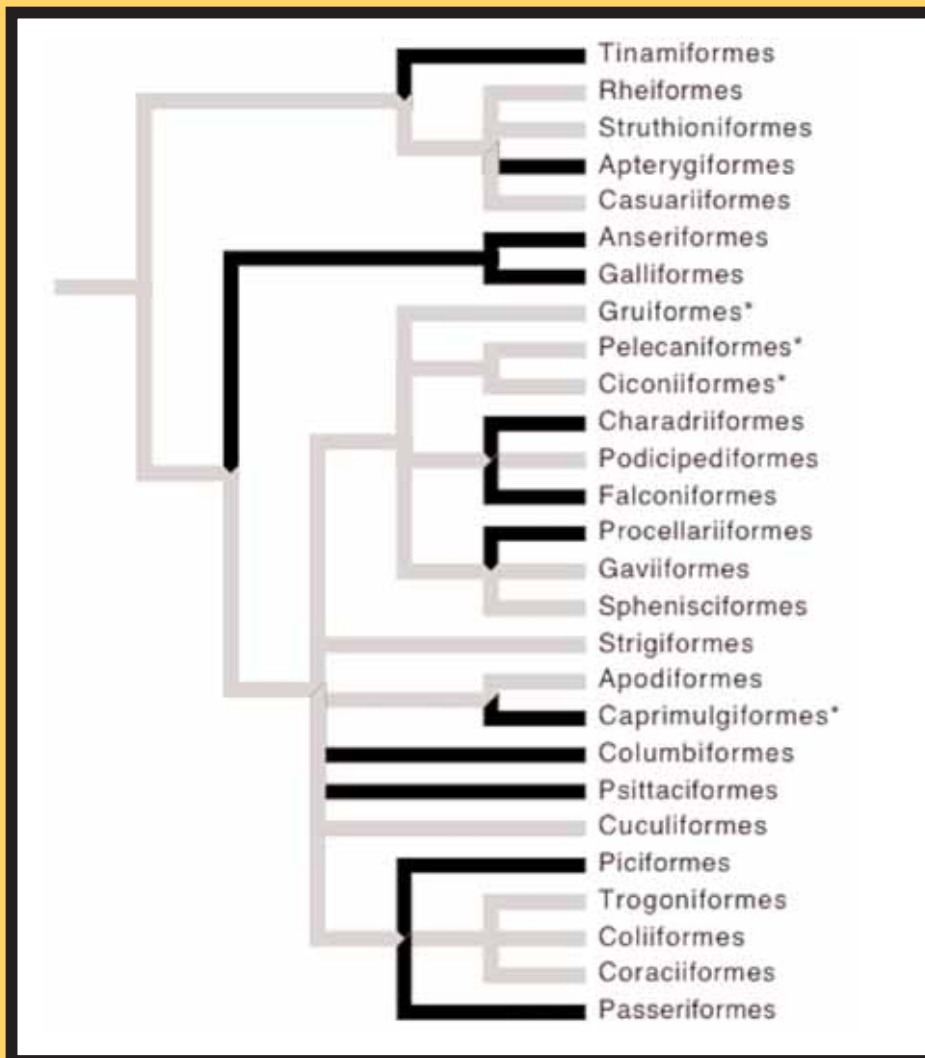 Tinamiformes
Rheiformes
Struthioniformes
Apterygiformes
Casuariiformes
Anseriformes
Galliformes
Gruiformes*
Pelecaniformes*
Ciconiiformes*
Charadriiformes
Podicipediformes
Falconiformes
Procellariiformes
Gaviiformes
Sphenisciformes
Strigiformes
Apodiformes
Caprimulgiformes*
Columbiformes
Psittaciformes
Cuculiformes
Piciformes
Trogoniformes
Coliiformes
Coraciiformes
Passeriformes